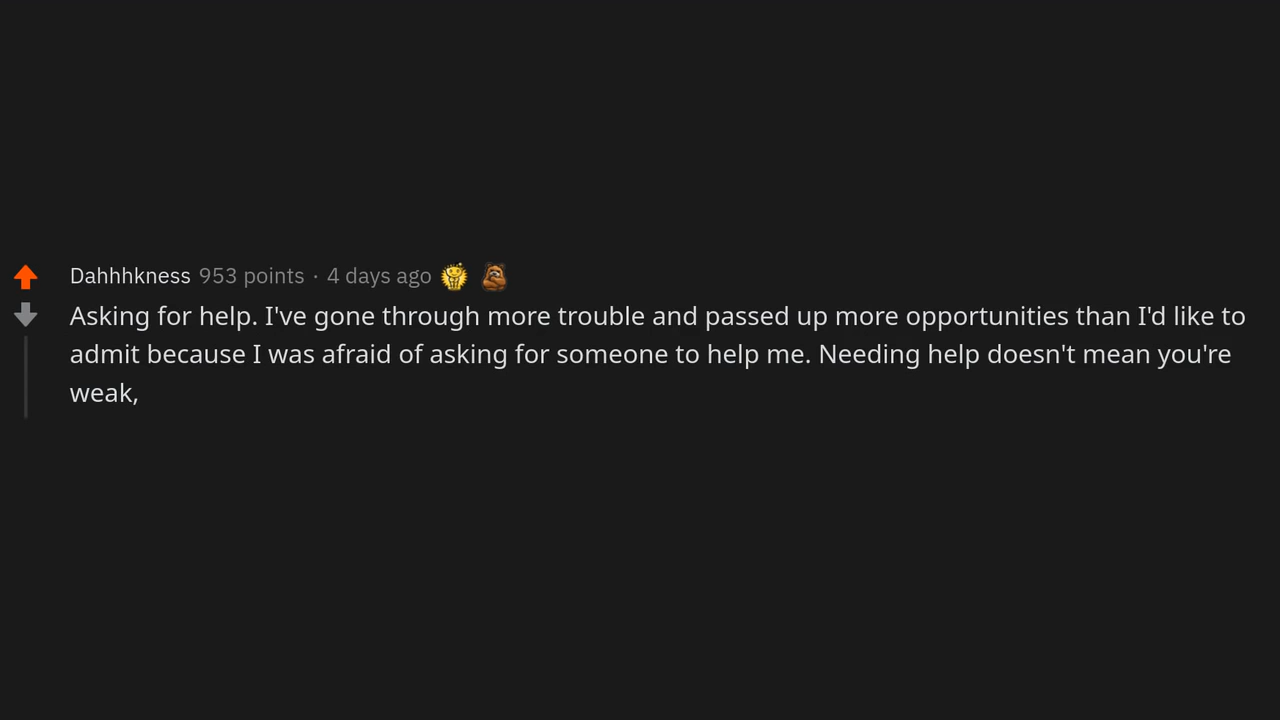 Dahhhkness 953 points · 4 days ago
Asking for help. I've gone through more trouble and passed up more opportunities than I'd like to
admit because I was afraid of asking for someone to help me. Needing help doesn't mean you're
weak,